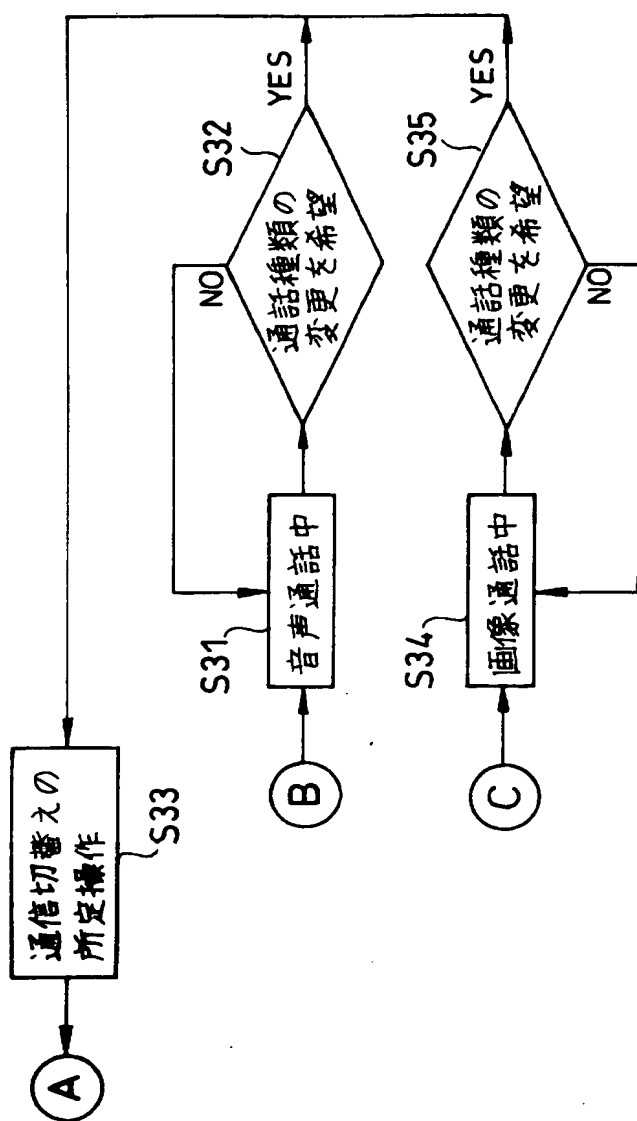 A
通信切替えの
所定操作
S33
B
S31
音声通話中
NO
S32
通話種類の
変更を希望
YES
C
S34
画像通話中
S35
通話種類の
変更を希望
YES
NO